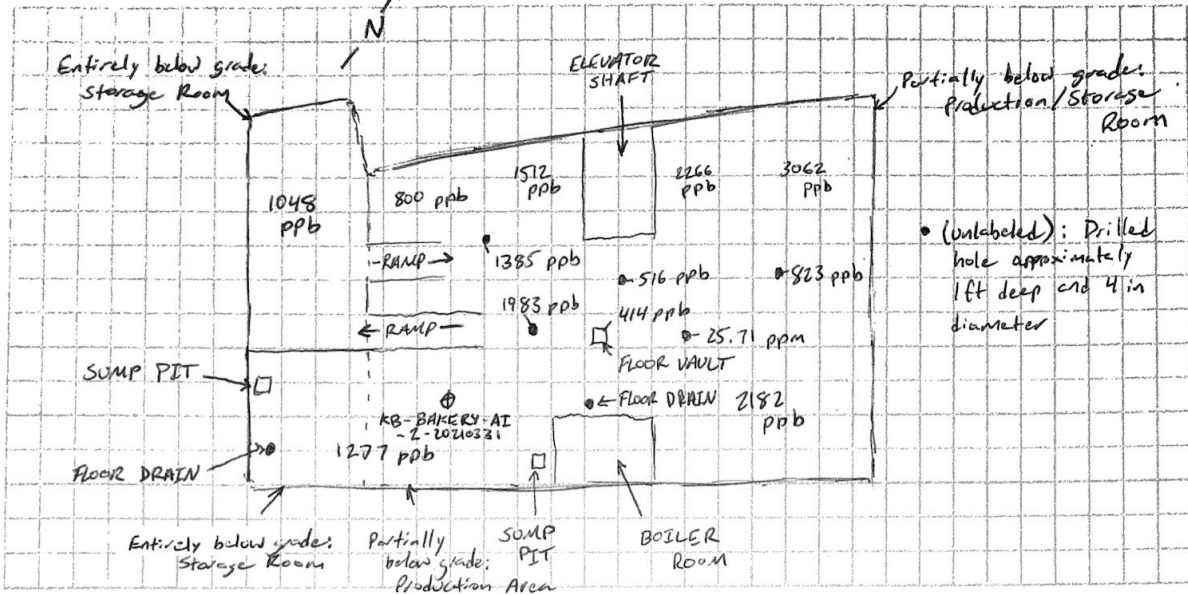 N
Entirely below grade:
Storage Room
ELEVATOR
SHAFT
Partially below grade:
Production/Storage
Room
1048
ppb
800 ppb
1512
ppb
2266
ppb
3062
ppb
RAMP
1385 ppb
• (unlabeled): Drilled
hole approximately
1ft deep and 4 in
diameter
516 ppb
823 ppb
1983 ppb
414 ppb
RAMP
25.71 ppm
FLOOR VAULT
SUMP PIT
FLOOR DRAIN
2182
ppb
KB-BAKERY-AI
-2-20210331
1277 ppb
FLOOR DRAIN
Entirely below grade:
Storage Room
Partially
below grade:
Production Area
SUMP
PIT
BOILER
ROOM